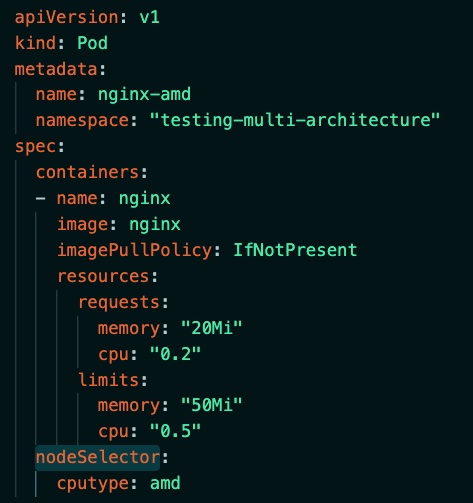 apiVersion: v1
kind: Pod
metadata:
  name: nginx-amd
  namespace: "testing-multi-architecture"
spec:
  containers:
  - name: nginx
    image: nginx
    imagePullPolicy: IfNotPresent
    resources:
      requests:
        memory: "20Mi"
        cpu: "0.2"
      limits:
        memory: "50Mi"
        cpu: "0.5"
  nodeSelector:
    cputype: amd